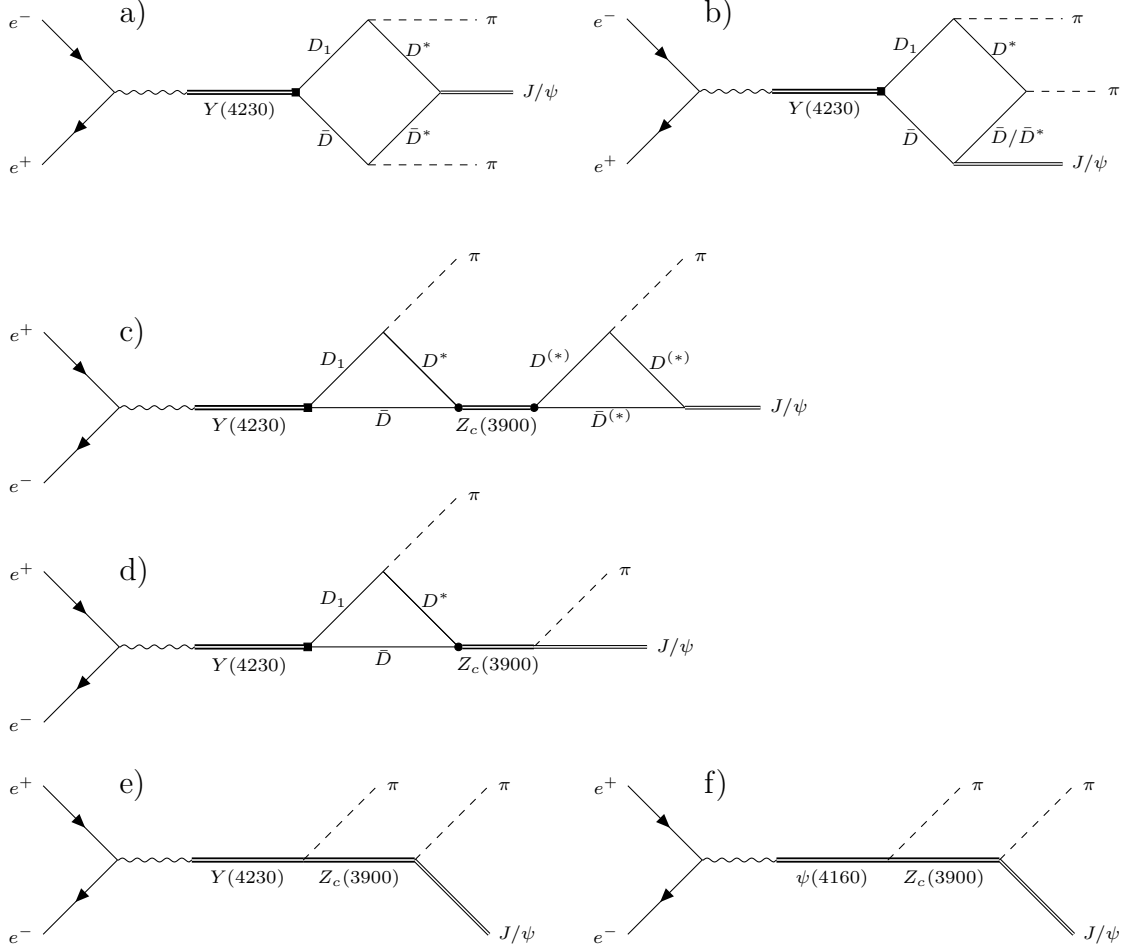 a)
e⁻
π
D₁
D*
Y(4230)
J/ψ
D̄
D̄*
e⁺
π
b)
e⁻
π
D₁
D*
Y(4230)
π
D̄
D̄/D̄*
e⁺
J/ψ
c)
π
π
e⁺
D₁
D*
D⁽*⁾
D⁽*⁾
Y(4230)
D̄
Z_c(3900)
D̄⁽*⁾
J/ψ
e⁻
d)
π
e⁺
π
D₁
D*
Y(4230)
D̄
Z_c(3900)
J/ψ
e⁻
e)
e⁺
π
π
Y(4230)
Z_c(3900)
e⁻
J/ψ
f)
e⁺
π
π
ψ(4160)
Z_c(3900)
e⁻
J/ψ